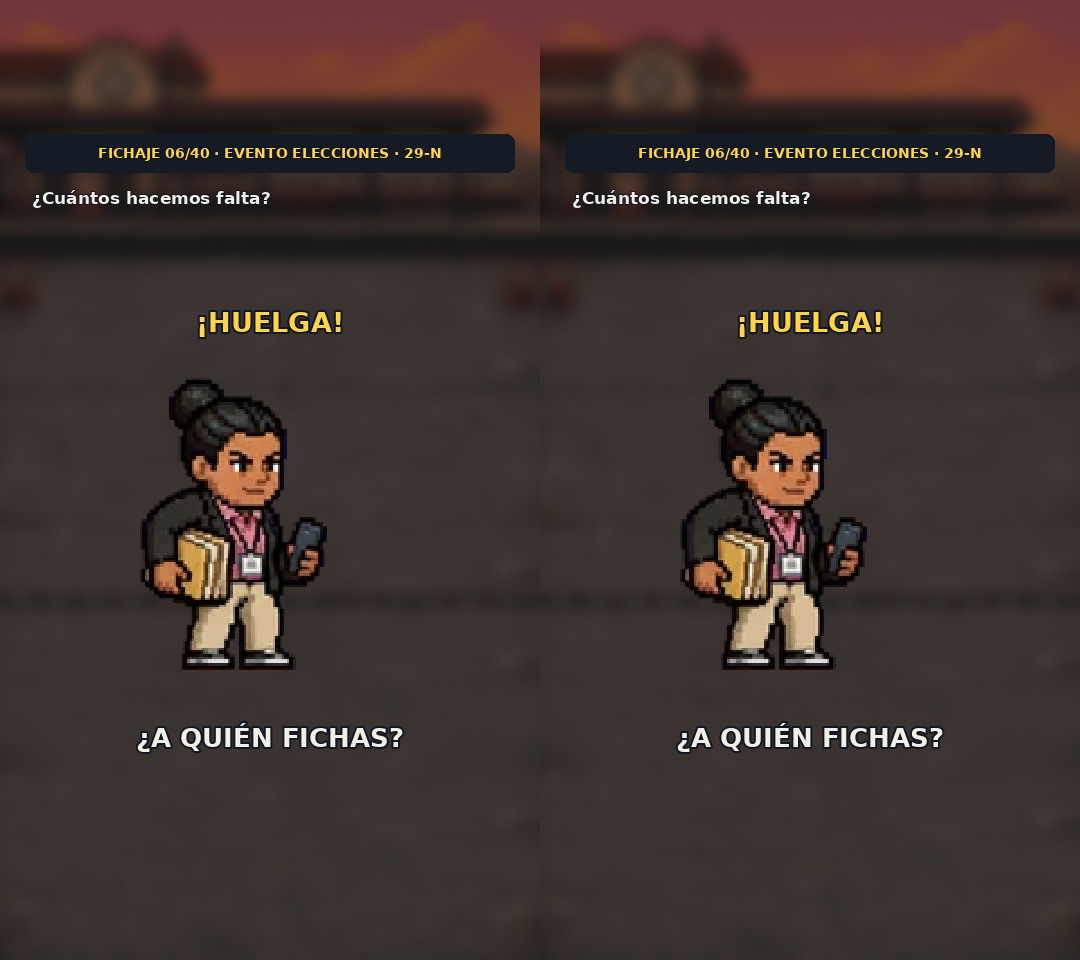 FICHAJE 06/40 · EVENTO ELECCIONES · 29-N
¿Cuántos hacemos falta?
¡HUELGA!
¿A QUIÉN FICHAS?
FICHAJE 06/40 · EVENTO ELECCIONES · 29-N
¿Cuántos hacemos falta?
¡HUELGA!
¿A QUIÉN FICHAS?